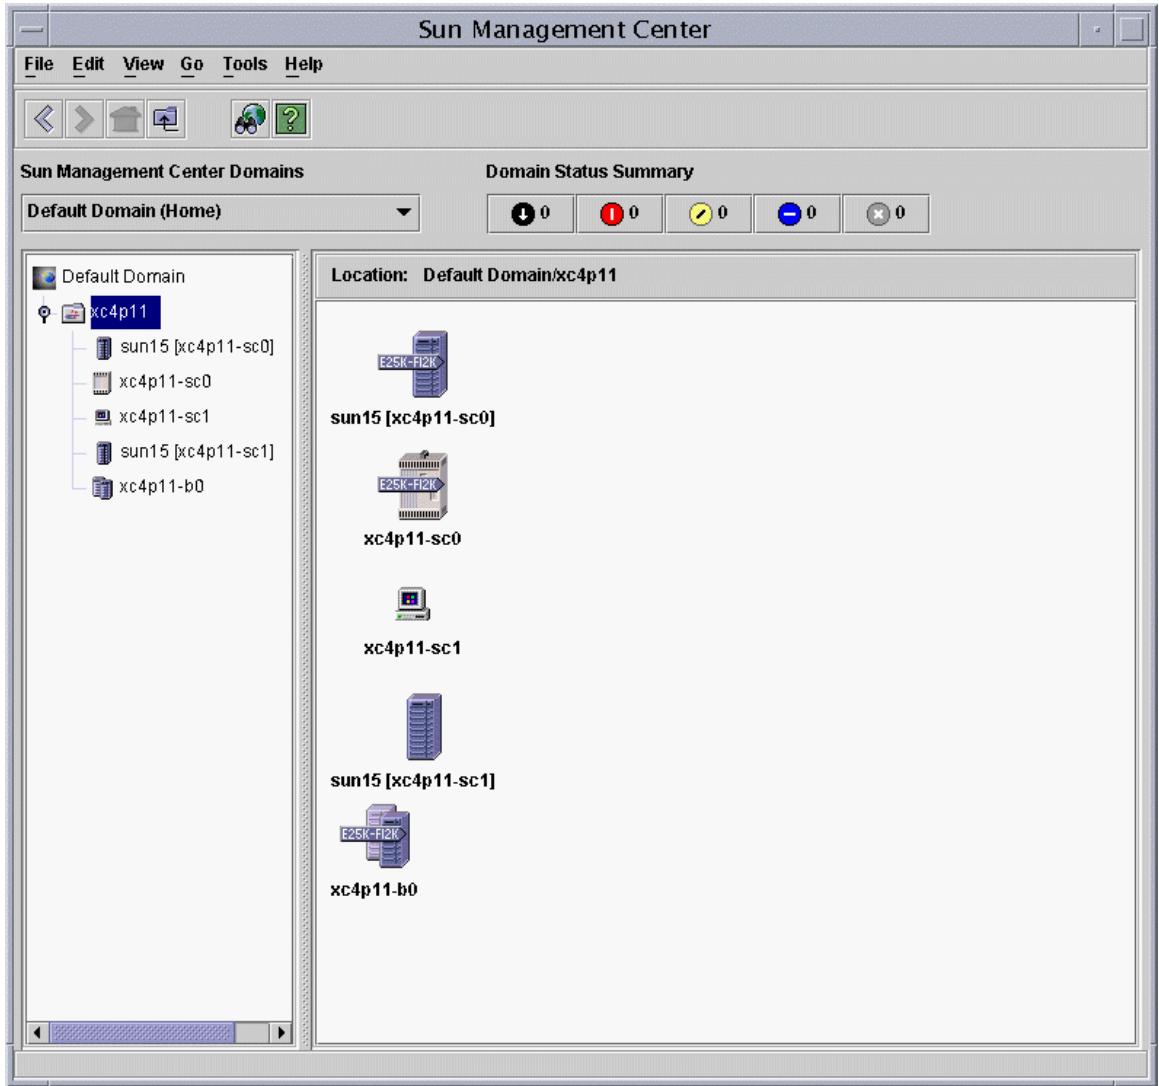 Sun Management Center
File Edit View Go Tools Help
Sun Management Center Domains
Domain Status Summary
Default Domain (Home)
0 0 0 0 0
Default Domain
xc4p11
sun15 [xc4p11-sc0]
xc4p11-sc0
xc4p11-sc1
sun15 [xc4p11-sc1]
xc4p11-b0
Location: Default Domain/xc4p11
E25K-FI2K
sun15 [xc4p11-sc0]
E25K-FI2K
xc4p11-sc0
xc4p11-sc1
sun15 [xc4p11-sc1]
E25K-FI2K
xc4p11-b0